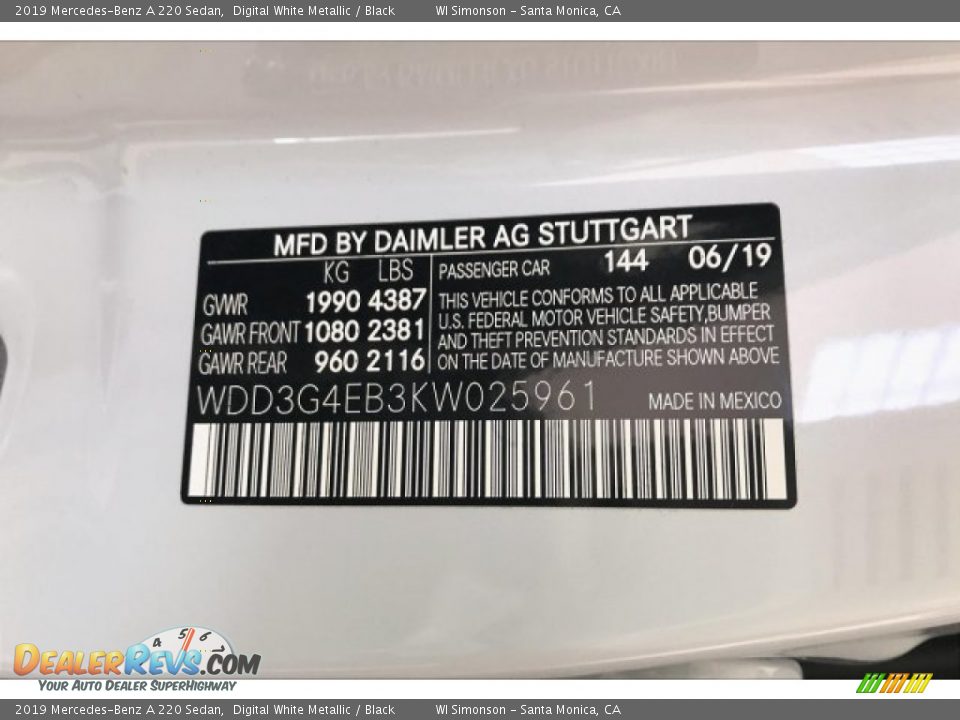 2019 Mercedes-Benz A 220 Sedan, Digital White Metallic / Black WI Simonson - Santa Monica, CA
MFD BY DAIMLER AG STUTTGART
KG LBS PASSENGER CAR 144 06/19
GVWR 1990 4387
GAWR FRONT 1080 2381
GAWR REAR 960 2116
THIS VEHICLE CONFORMS TO ALL APPLICABLE
U.S. FEDERAL MOTOR VEHICLE SAFETY,BUMPER
AND THEFT PREVENTION STANDARDS IN EFFECT
ON THE DATE OF MANUFACTURE SHOWN ABOVE
WDD3G4EB3KW025961 MADE IN MEXICO
4 5 6
DEALERREVS.COM
YOUR AUTO DEALER SUPERHIGHWAY
2019 Mercedes-Benz A 220 Sedan, Digital White Metallic / Black WI Simonson - Santa Monica, CA